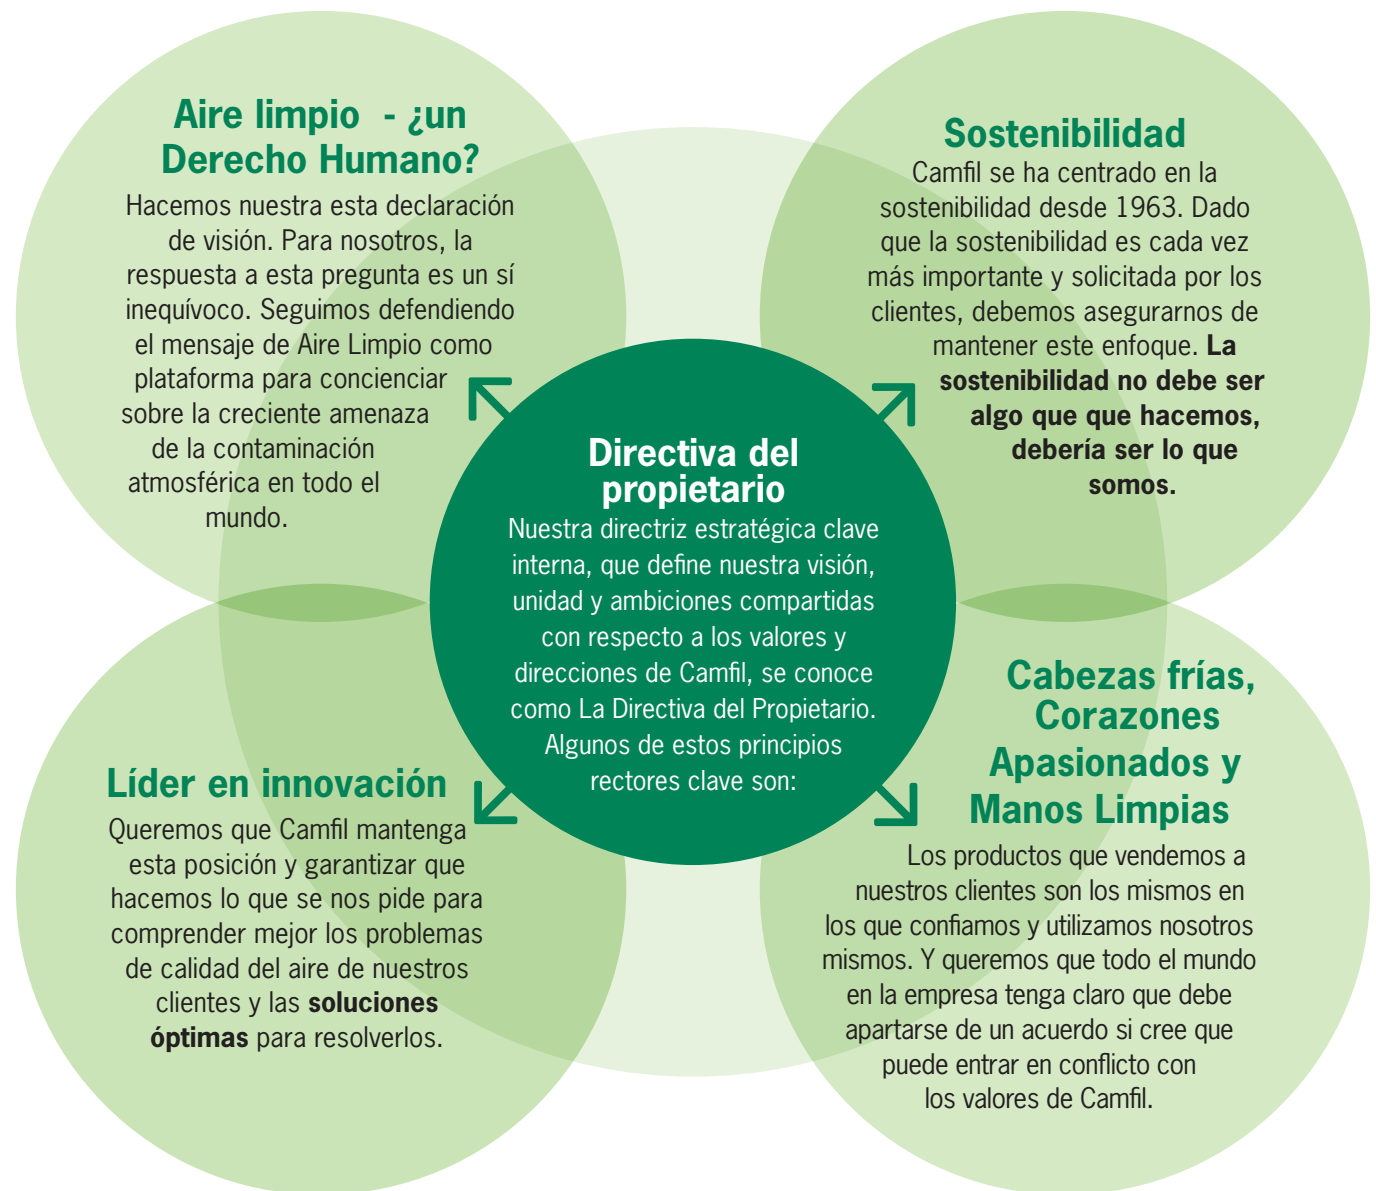 Aire limpio - ¿un
Derecho Humano?
Hacemos nuestra esta declaración
de visión. Para nosotros, la
respuesta a esta pregunta es un sí
inequívoco. Seguimos defendiendo
el mensaje de Aire Limpio como
plataforma para concienciar
sobre la creciente amenaza
de la contaminación
atmosférica en todo el
mundo.
Sostenibilidad
Camfil se ha centrado en la
sostenibilidad desde 1963. Dado
que la sostenibilidad es cada vez
más importante y solicitada por los
clientes, debemos asegurarnos de
mantener este enfoque. La
sostenibilidad no debe ser
algo que que hacemos,
debería ser lo que
somos.
Directiva del
propietario
Nuestra directriz estratégica clave
interna, que define nuestra visión,
unidad y ambiciones compartidas
con respecto a los valores y
direcciones de Camfil, se conoce
como La Directiva del Propietario.
Algunos de estos principios
rectores clave son:
Líder en innovación
Queremos que Camfil mantenga
esta posición y garantizar que
hacemos lo que se nos pide para
comprender mejor los problemas
de calidad del aire de nuestros
clientes y las soluciones
óptimas para resolverlos.
Cabezas frías,
Corazones
Apasionados y
Manos Limpias
Los productos que vendemos a
nuestros clientes son los mismos en
los que confiamos y utilizamos nosotros
mismos. Y queremos que todo el mundo
en la empresa tenga claro que debe
apartarse de un acuerdo si cree que
puede entrar en conflicto con
los valores de Camfil.